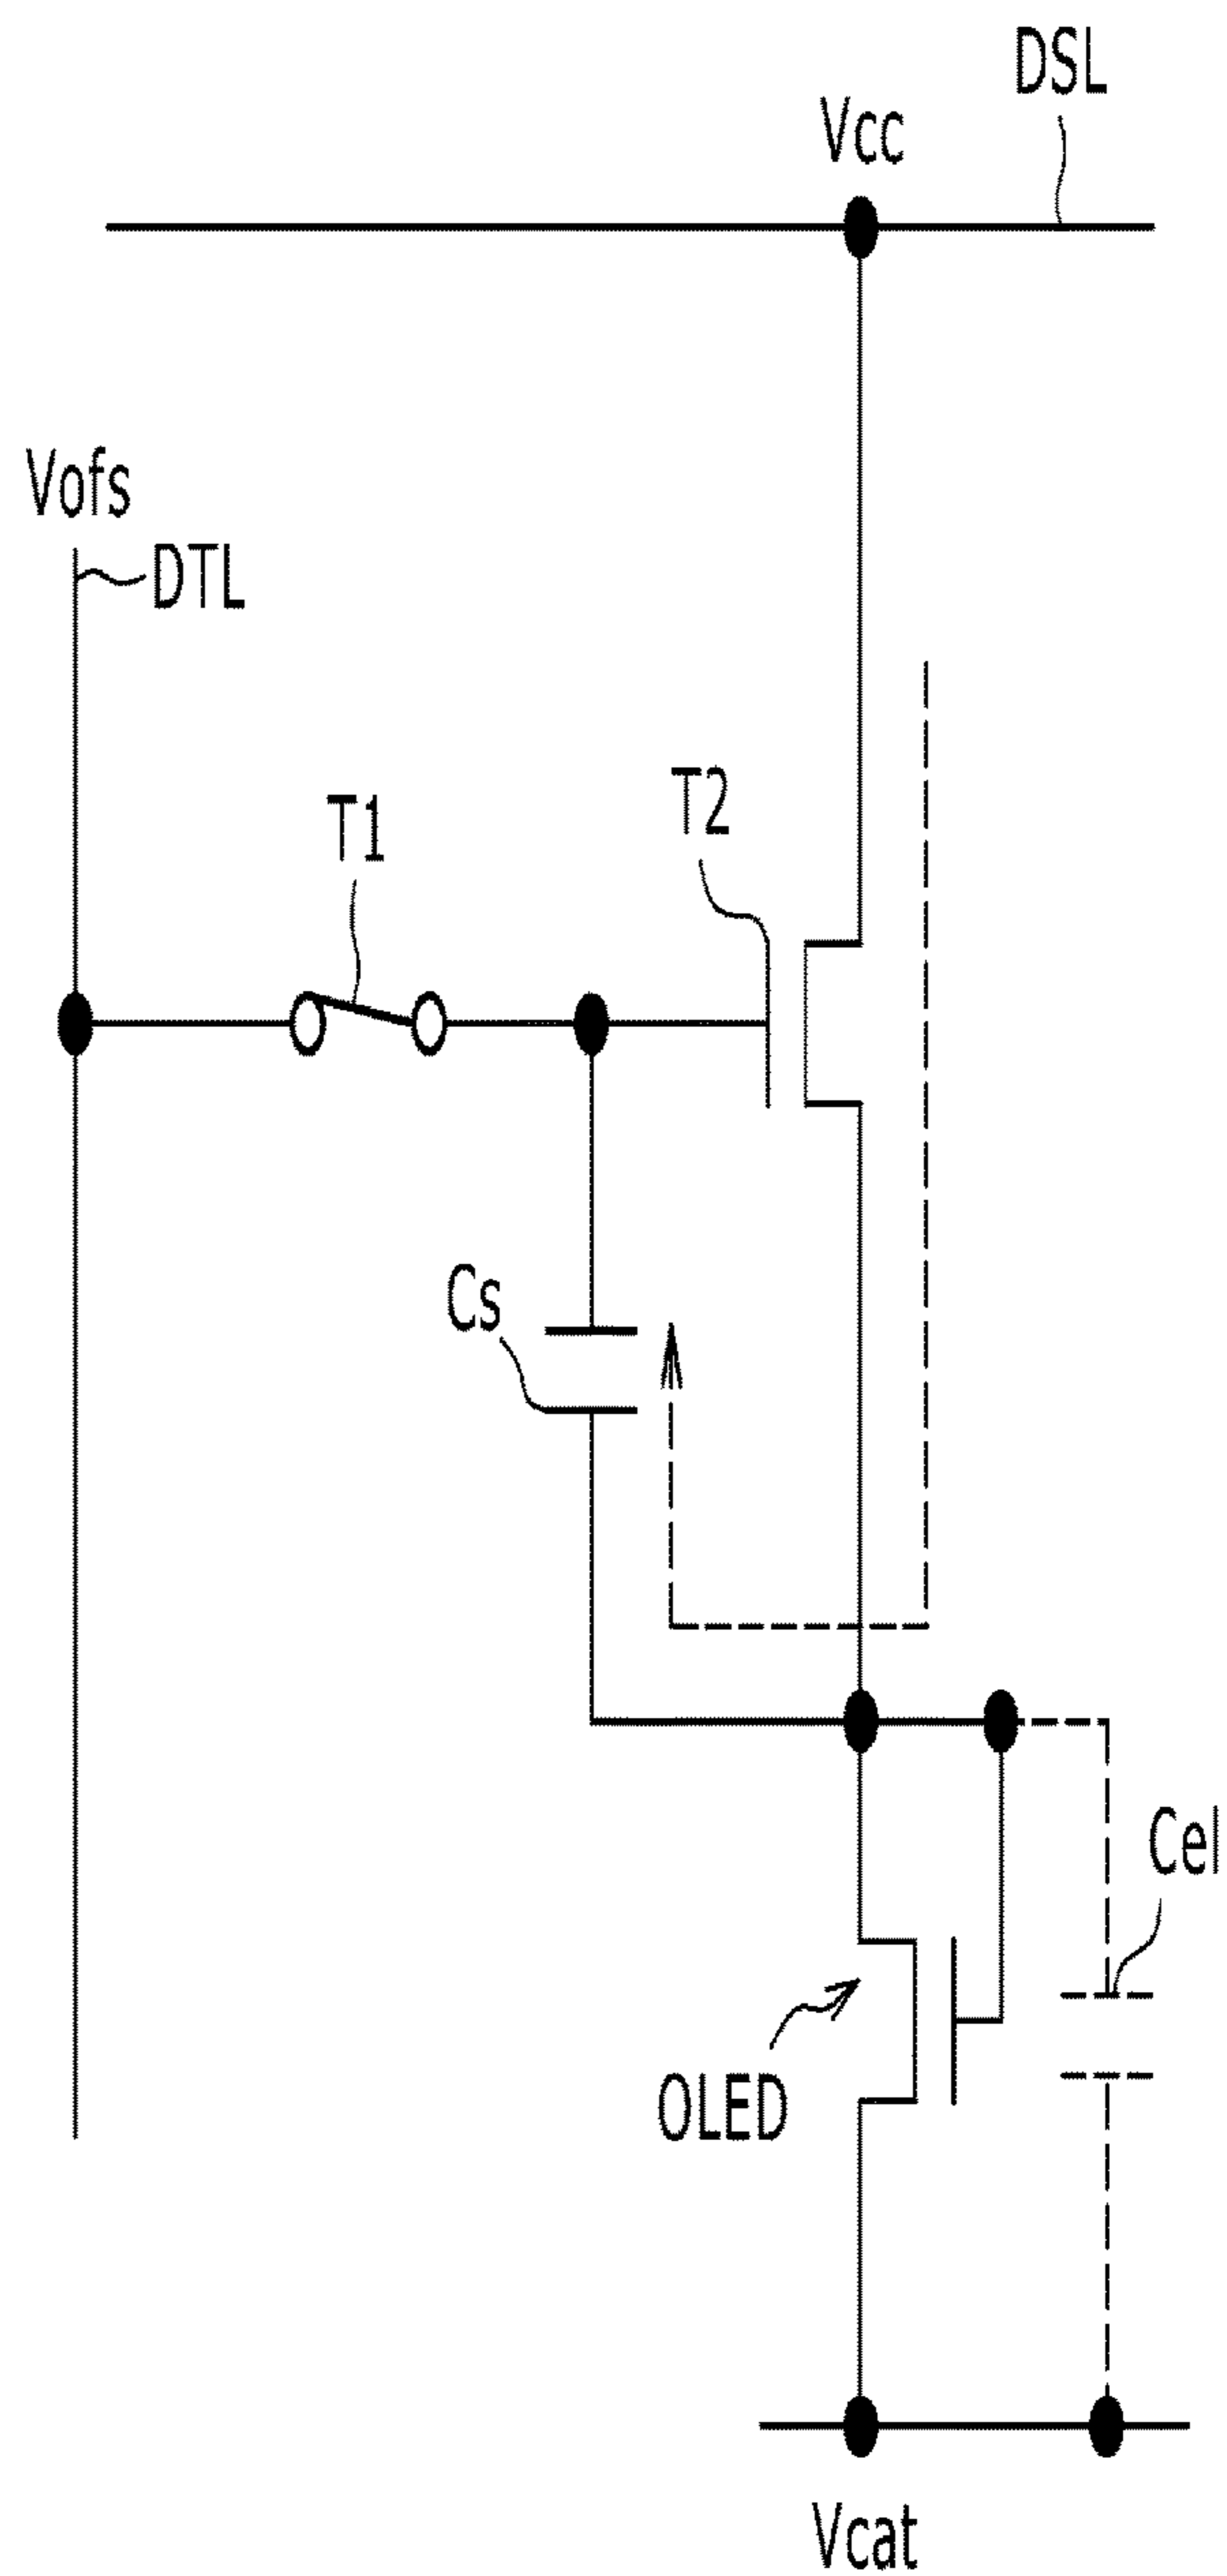 DSL
Vcc
Vofs
DTL
T2
T1
Cs
Cel
OLED
Vcat